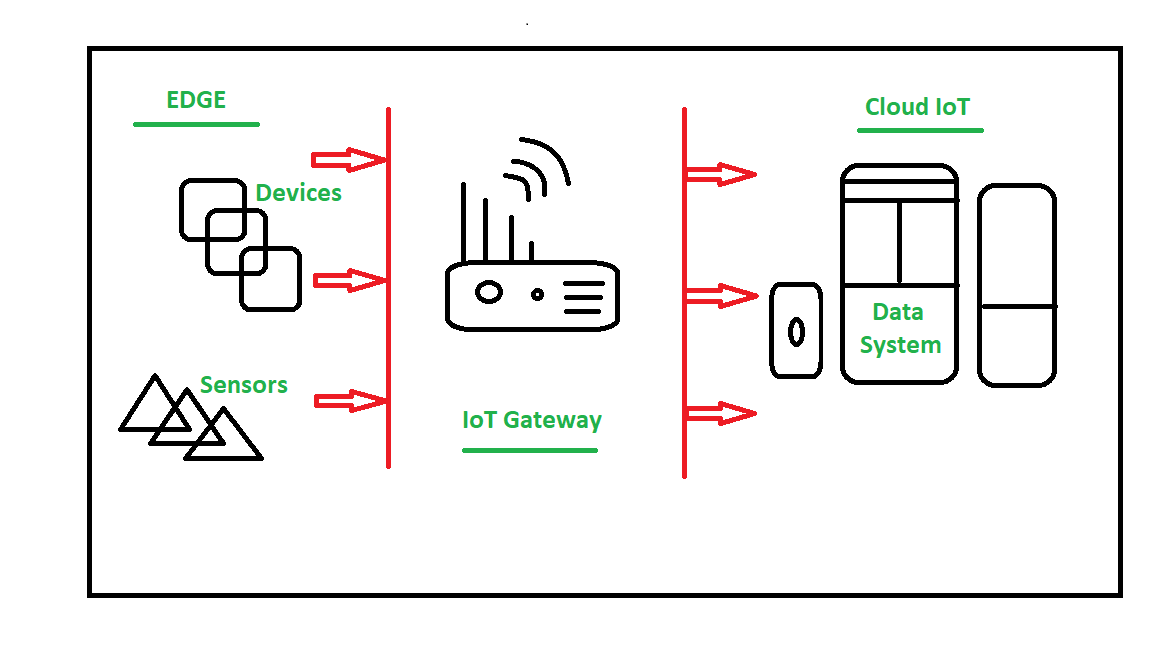 EDGE
Devices
Sensors
IoT Gateway
Cloud IoT
Data
System